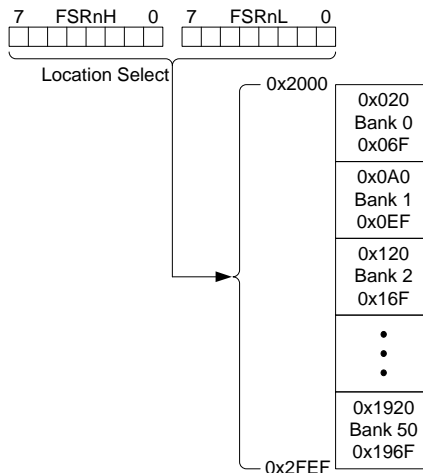 7 FSRnH 0 7 FSRnL 0
Location Select
0x2000
0x020
Bank 0
0x06F
0x0A0
Bank 1
0x0EF
0x120
Bank 2
0x16F
0x1920
Bank 50
0x196F
0x2FEF